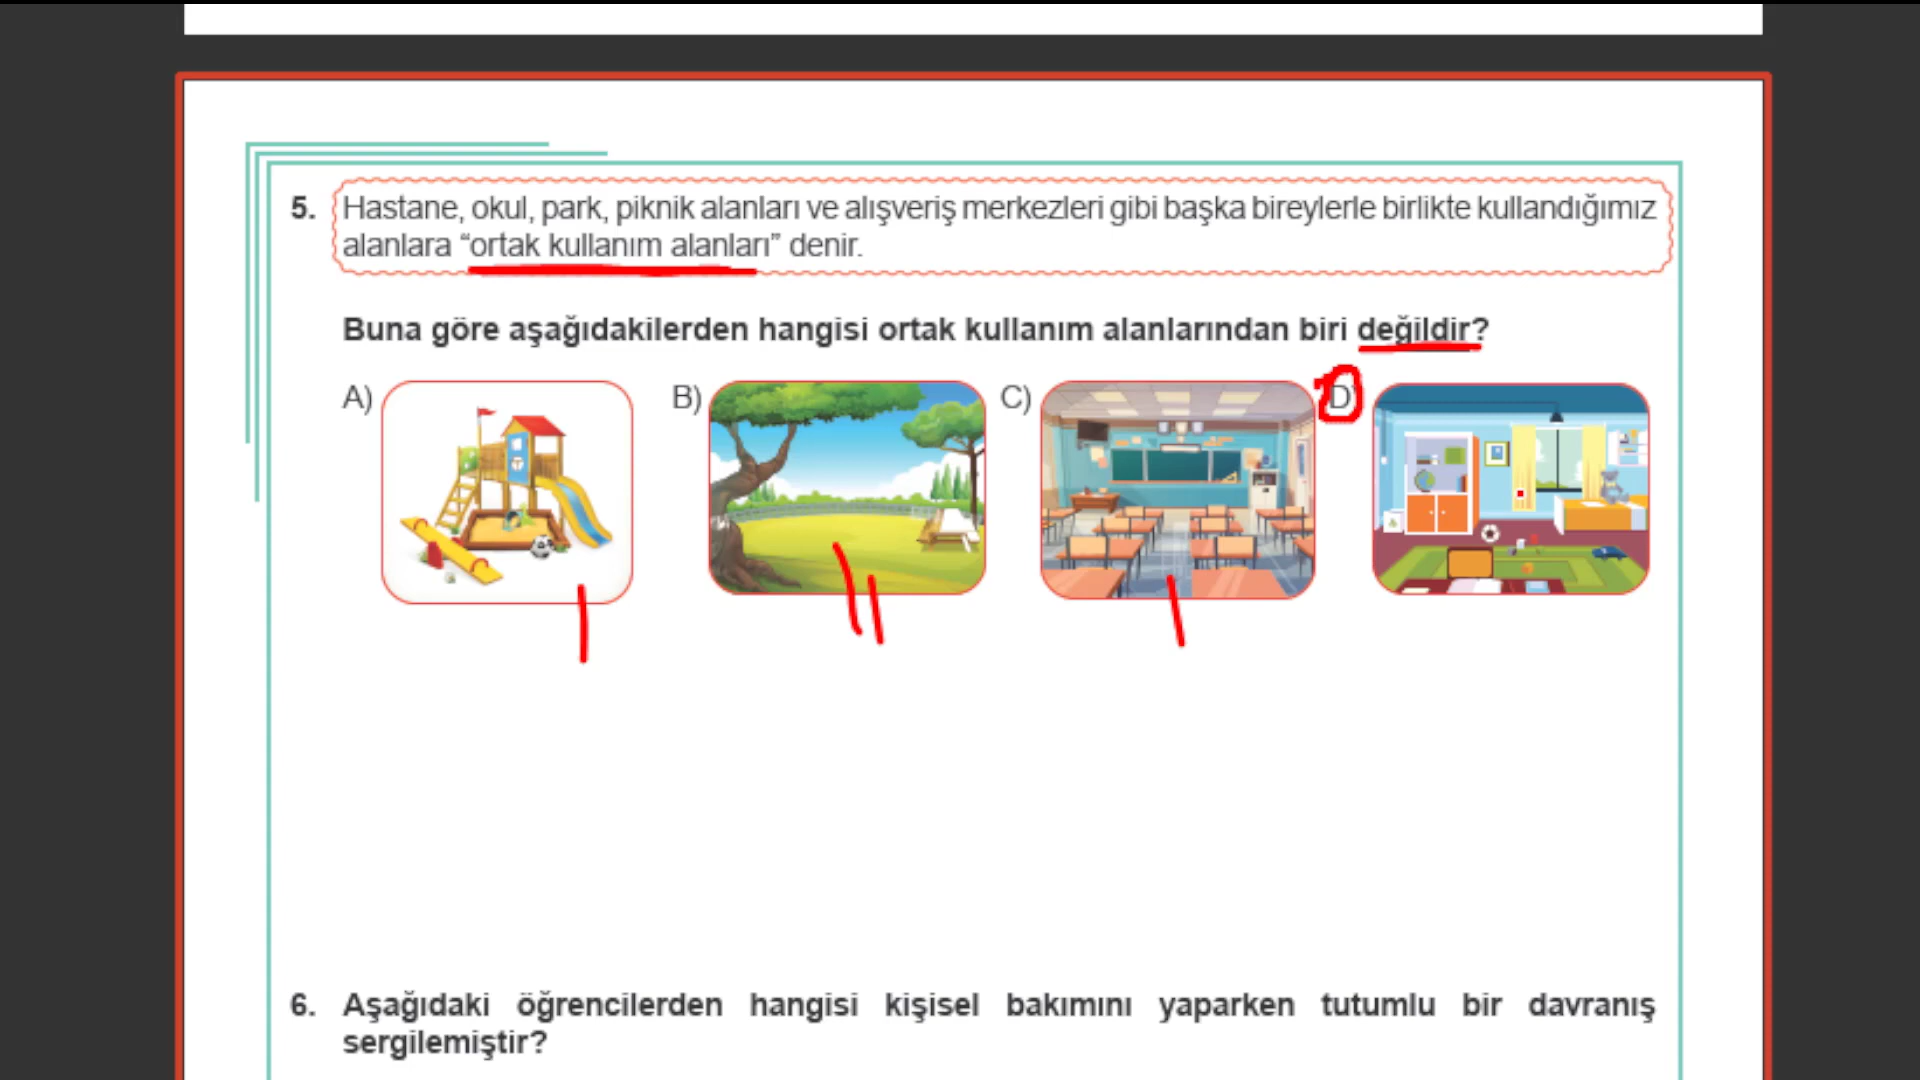 5. Hastane, okul, park, piknik alanları ve alışveriş merkezleri gibi başka bireylerle birlikte kullandığımız
alanlara “ortak kullanım alanları” denir.
Buna göre aşağıdakilerden hangisi ortak kullanım alanlarından biri değildir?
A) B) C) D)
6. Aşağıdaki öğrencilerden hangisi kişisel bakımını yaparken tutumlu bir davranış
sergilemiştir?